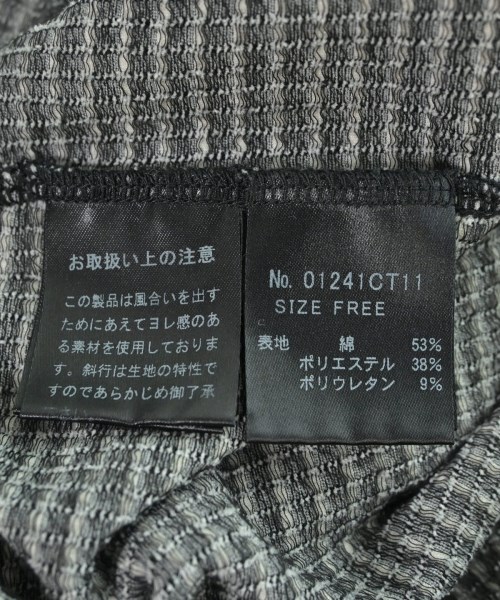 お取扱い上の注意
この製品は風合いを出す
ためにあえてヨレ感のあ
る素材を使用しておりま
す。斜行は生地の特性で
すのであらかじめ御了承
No. 01241CT11
SIZE FREE
表地 綿 53%
ポリエステル 38%
ポリウレタン 9%